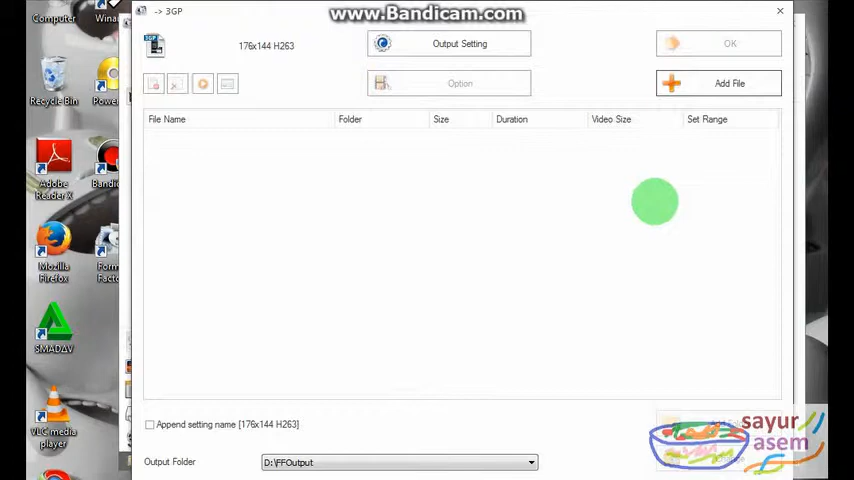 www.Bandicam.com
-> 3GP
Computer
3GP
176x144 H263
Output Setting
OK
Recycle Bin
Option
Add File
File Name Folder Size Duration Video Size Set Range
Adobe
Reader X
Mozilla
Firefox
SMADΔV
VLC media
player
Append setting name [176x144 H263]
sayur
asem
Output Folder
D:\FFOutput